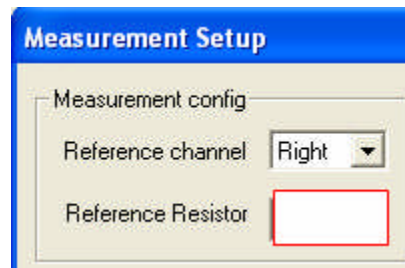 Measurement Setup
Measurement config
Reference channel Right
Reference Resistor